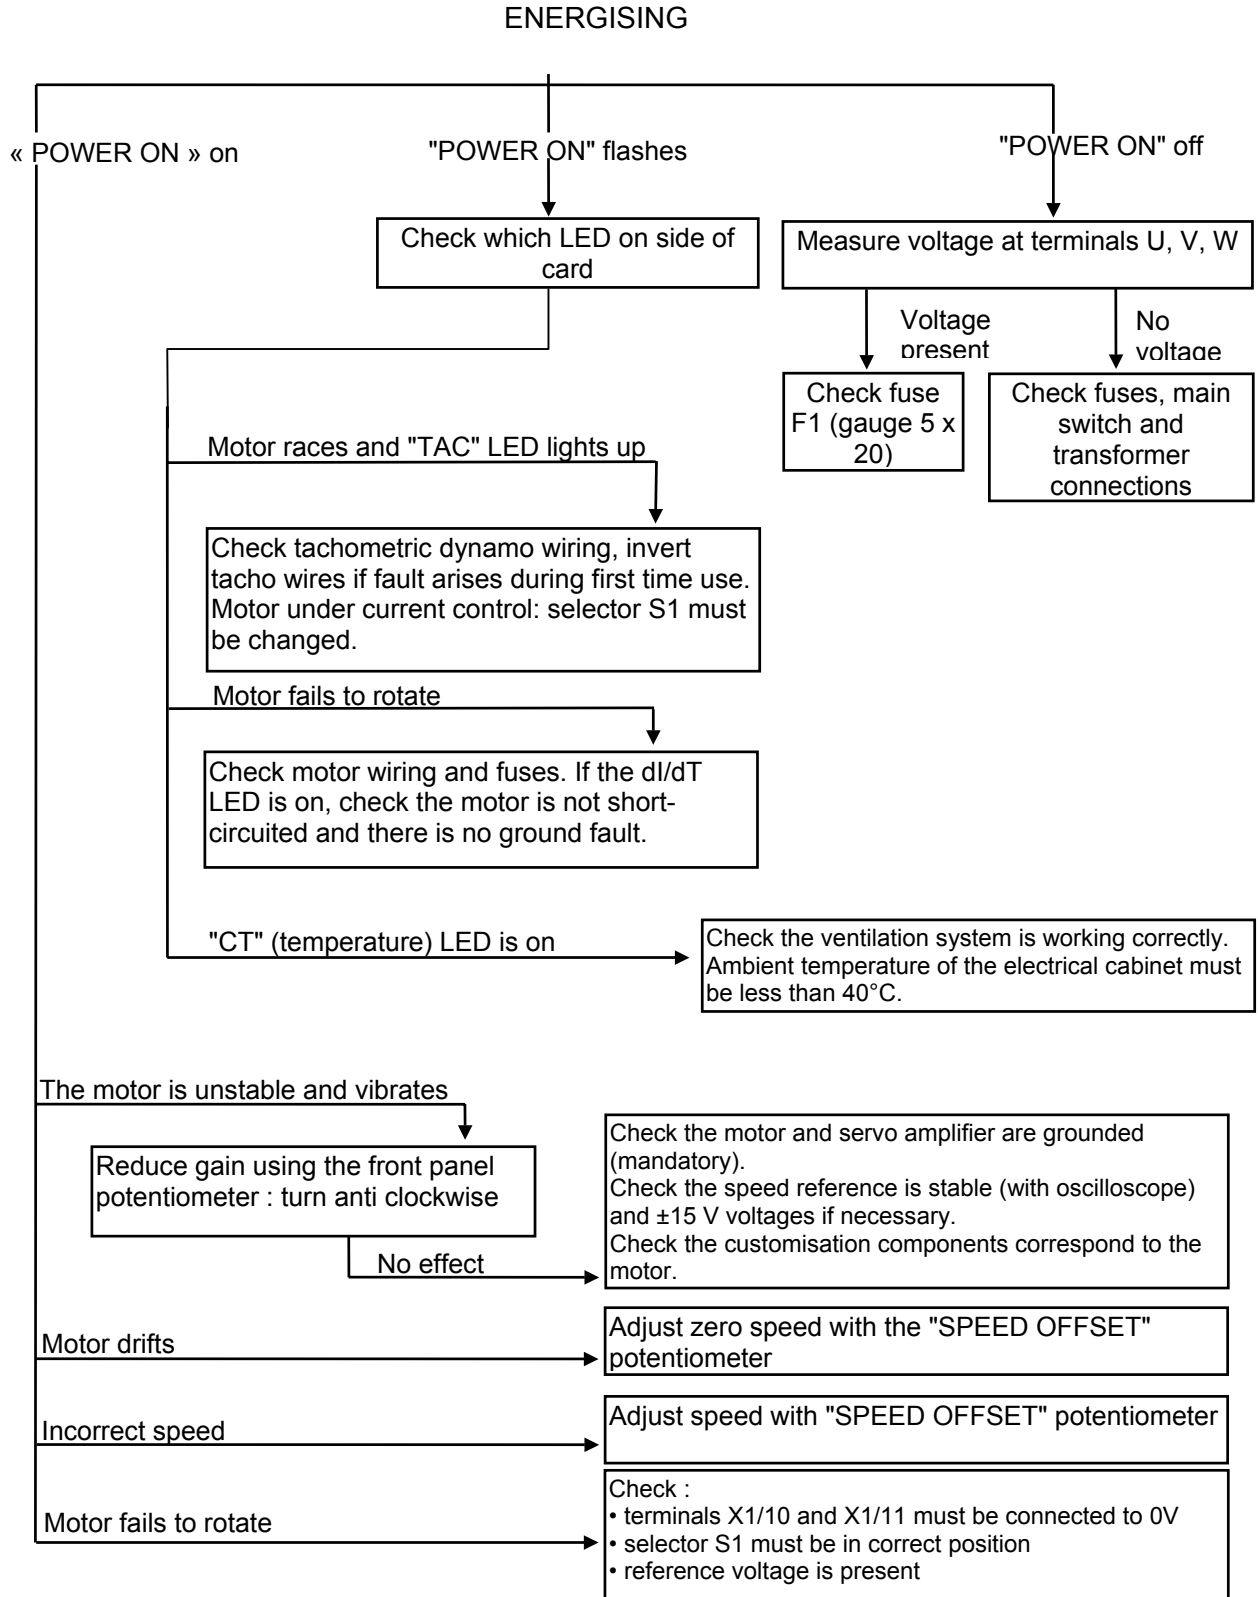 ENERGISING
« POWER ON » on
"POWER ON" flashes
"POWER ON" off
Check which LED on side of
card
Measure voltage at terminals U, V, W
Voltage
present
No
voltage
Check fuse
F1 (gauge 5 x
20)
Check fuses, main
switch and
transformer
connections
Motor races and "TAC" LED lights up
Check tachometric dynamo wiring, invert
tacho wires if fault arises during first time use.
Motor under current control: selector S1 must
be changed.
Motor fails to rotate
Check motor wiring and fuses. If the dI/dT
LED is on, check the motor is not short-
circuited and there is no ground fault.
"CT" (temperature) LED is on
Check the ventilation system is working correctly.
Ambient temperature of the electrical cabinet must
be less than 40°C.
The motor is unstable and vibrates
Reduce gain using the front panel
potentiometer : turn anti clockwise
No effect
Check the motor and servo amplifier are grounded
(mandatory).
Check the speed reference is stable (with oscilloscope)
and ±15 V voltages if necessary.
Check the customisation components correspond to the
motor.
Motor drifts
Adjust zero speed with the "SPEED OFFSET"
potentiometer
Incorrect speed
Adjust speed with "SPEED OFFSET" potentiometer
Motor fails to rotate
Check :
• terminals X1/10 and X1/11 must be connected to 0V
• selector S1 must be in correct position
• reference voltage is present